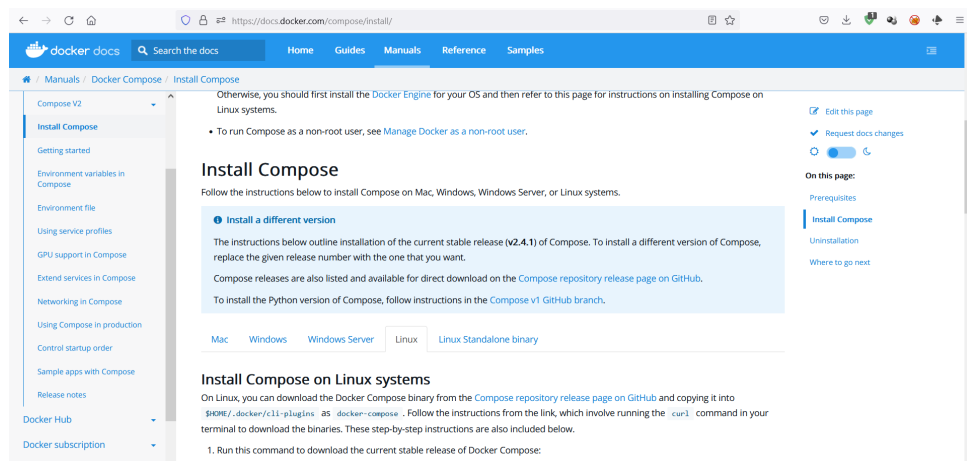 https://docs.docker.com/compose/install/
1
docker docs
Search the docs
Home Guides Manuals Reference Samples
/ Manuals / Docker Compose / Install Compose
Compose V2
Install Compose
Getting started
Environment variables in
Compose
Environment file
Using service profiles
GPU support in Compose
Extend services in Compose
Networking in Compose
Using Compose in production
Control startup order
Sample apps with Compose
Release notes
Docker Hub
Docker subscription
Otherwise, you should first install the Docker Engine for your OS and then refer to this page for instructions on installing Compose on
Linux systems.
• To run Compose as a non-root user, see Manage Docker as a non-root user.
Install Compose
Follow the instructions below to install Compose on Mac, Windows, Windows Server, or Linux systems.
Install a different version
The instructions below outline installation of the current stable release (v2.4.1) of Compose. To install a different version of Compose,
replace the given release number with the one that you want.
Compose releases are also listed and available for direct download on the Compose repository release page on GitHub.
To install the Python version of Compose, follow instructions in the Compose v1 GitHub branch.
Mac Windows Windows Server Linux Linux Standalone binary
Install Compose on Linux systems
On Linux, you can download the Docker Compose binary from the Compose repository release page on GitHub and copying it into
$HOME/.docker/cli-plugins as docker-compose . Follow the instructions from the link, which involve running the curl command in your
terminal to download the binaries. These step-by-step instructions are also included below.
1. Run this command to download the current stable release of Docker Compose:
Edit this page
Request docs changes
On this page:
Prerequisites
Install Compose
Uninstallation
Where to go next